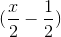 (x/2 − 1/2)